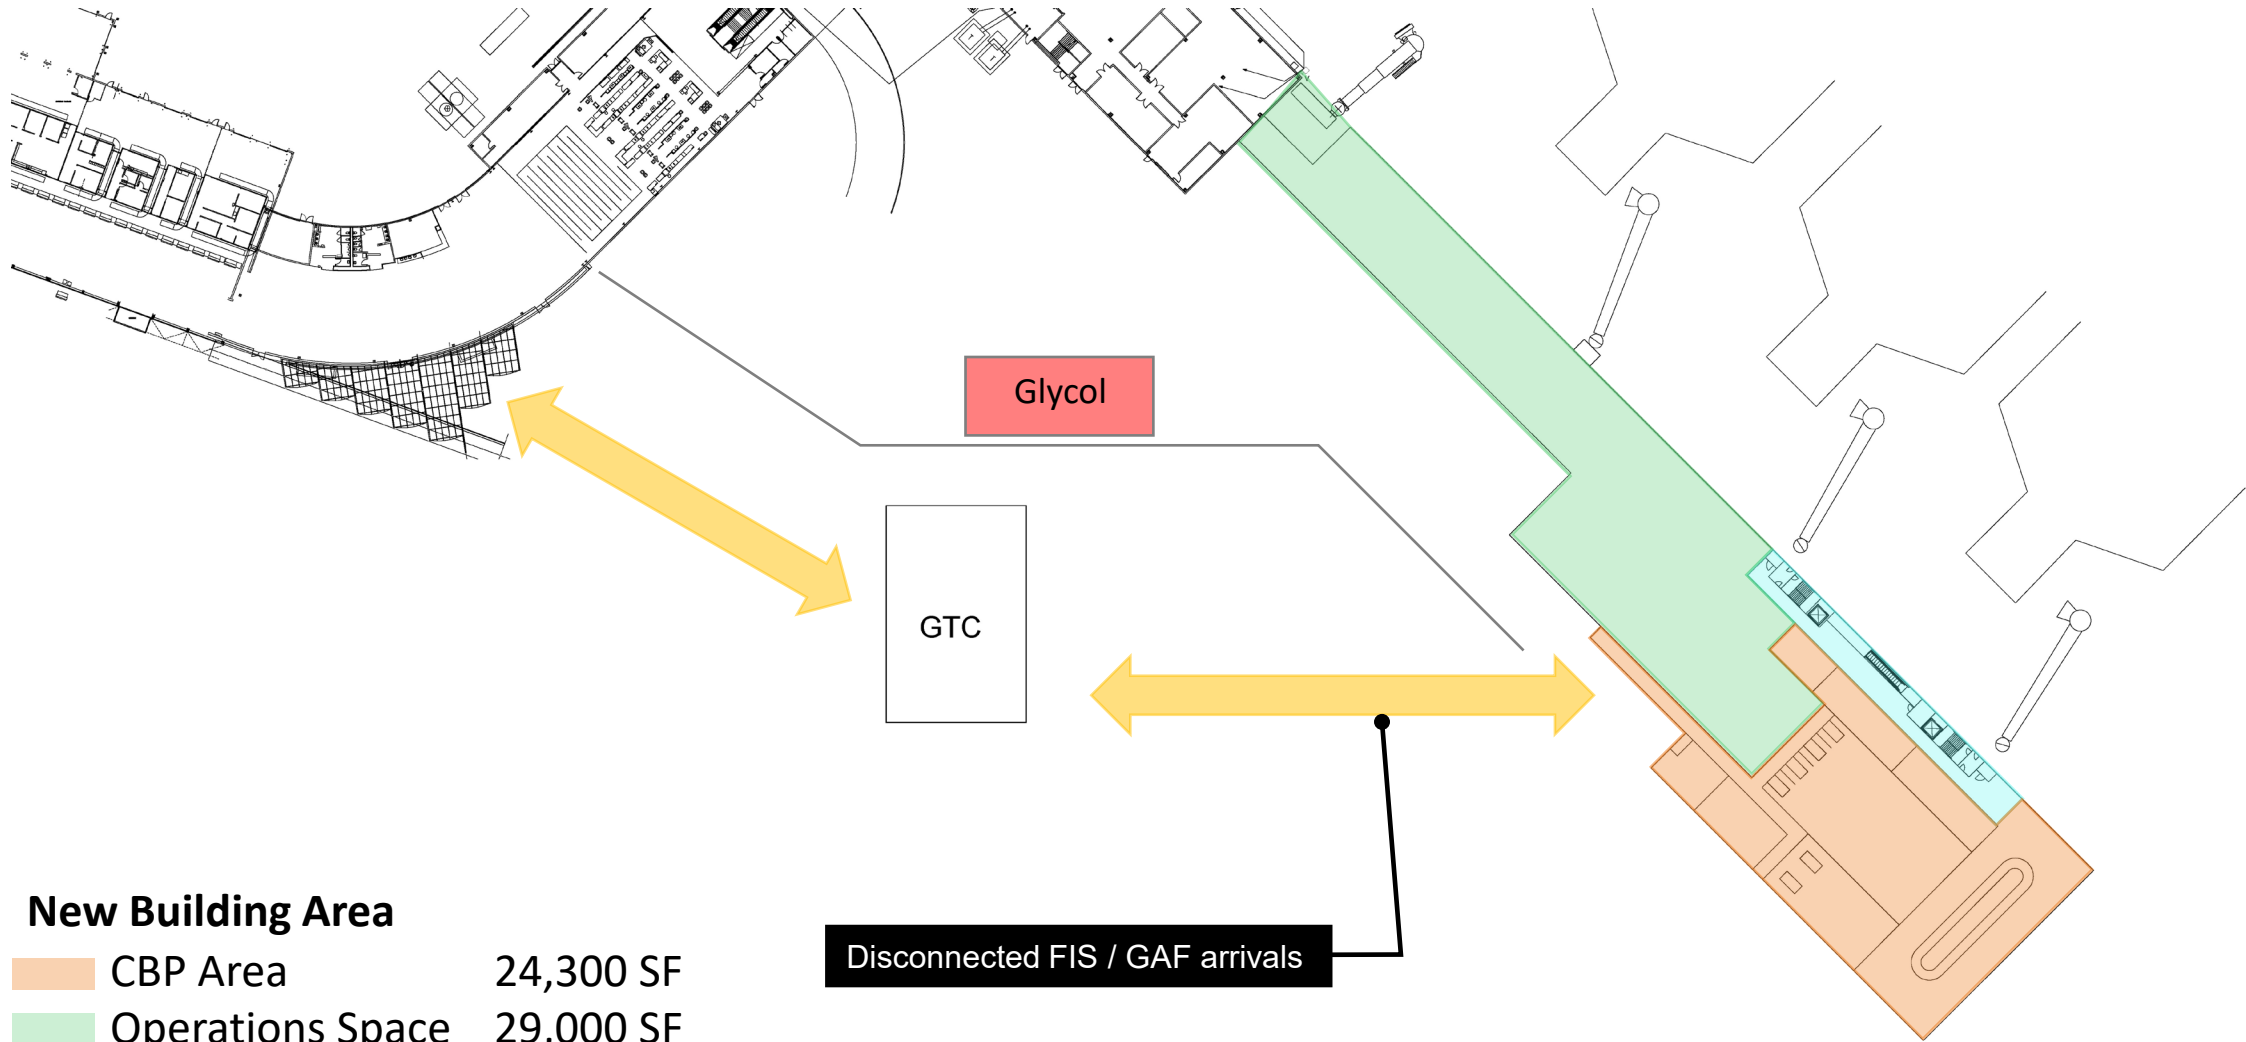 Glycol
GTC
Disconnected FIS / GAF arrivals
New Building Area
CBP Area 24,300 SF
Operations Space 29,000 SF